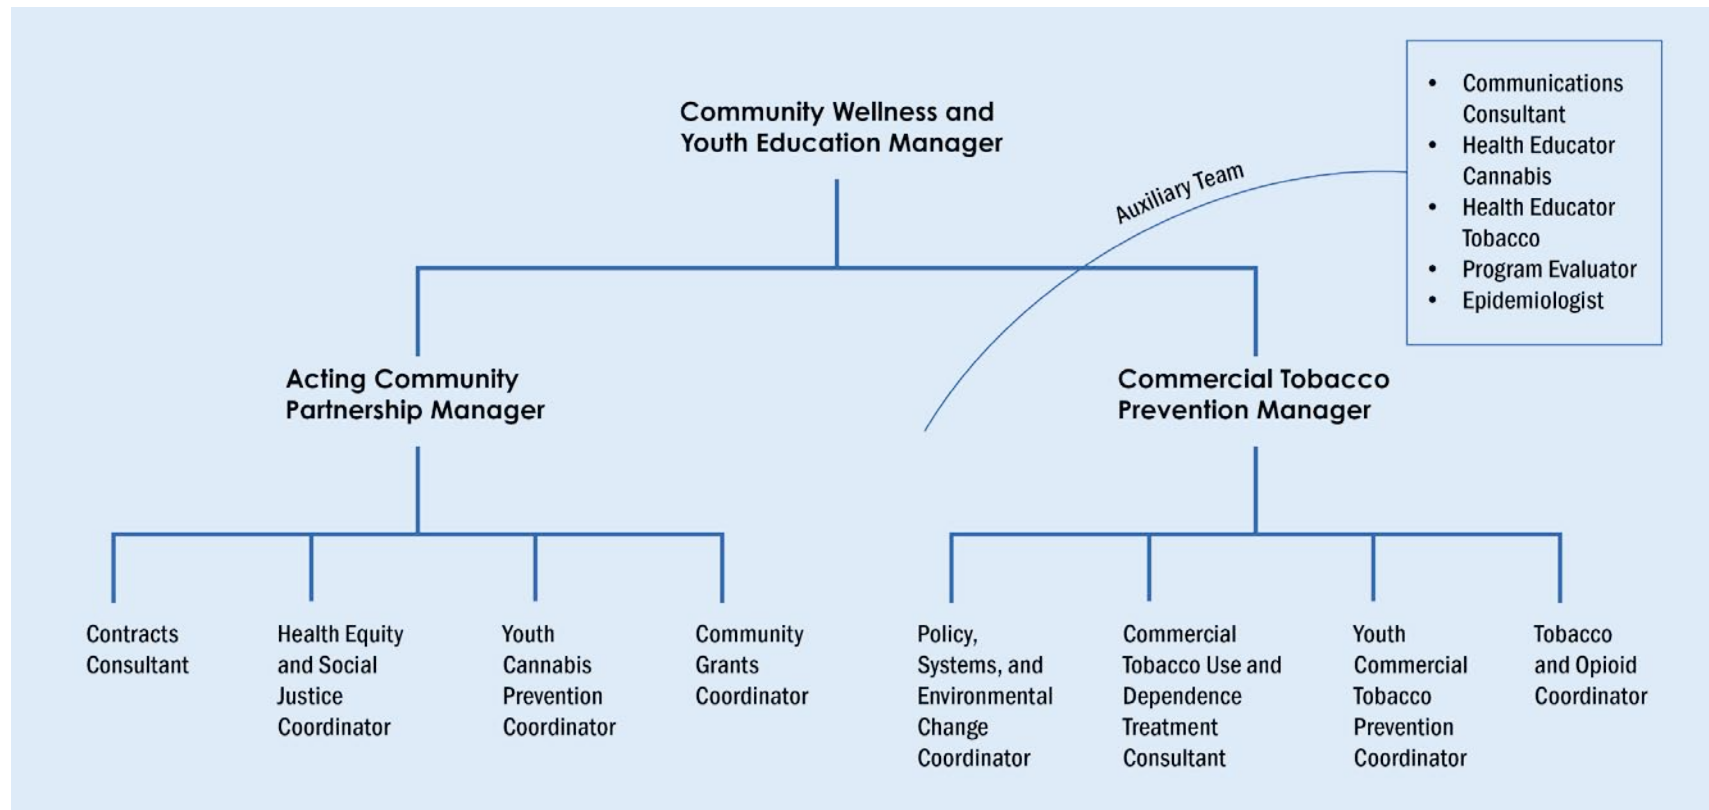 Community Wellness and
Youth Education Manager
Auxiliary Team
• Communications
Consultant
• Health Educator
Cannabis
• Health Educator
Tobacco
• Program Evaluator
• Epidemiologist
Acting Community
Partnership Manager
Commercial Tobacco
Prevention Manager
Contracts
Consultant
Health Equity
and Social
Justice
Coordinator
Youth
Cannabis
Prevention
Coordinator
Community
Grants
Coordinator
Policy,
Systems, and
Environmental
Change
Coordinator
Commercial
Tobacco Use and
Dependence
Treatment
Consultant
Youth
Commercial
Tobacco
Prevention
Coordinator
Tobacco
and Opioid
Coordinator